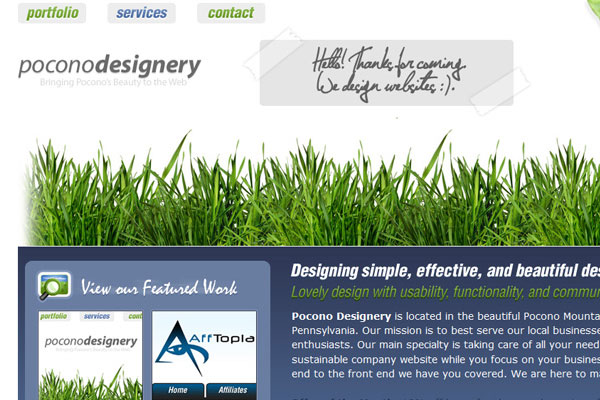 portfolio services contact
poconodesignery
Bringing Pocono's Beauty to the Web
Hello! Thanks for coming.
We design websites :).
View our Featured Work
portfolio services con
poconodesignery
AffTopia
Home Affiliates
Designing simple, effective, and beautiful des
Lovely design with usability, functionality, and commun
Pocono Designery is located in the beautiful Pocono Mounta
Pennsylvania. Our mission is to best serve our local businesse
enthusiasts. Our main specialty is taking care of all your need
sustainable company website while you focus on your busines
end to the front end we have you covered. We are here to ma